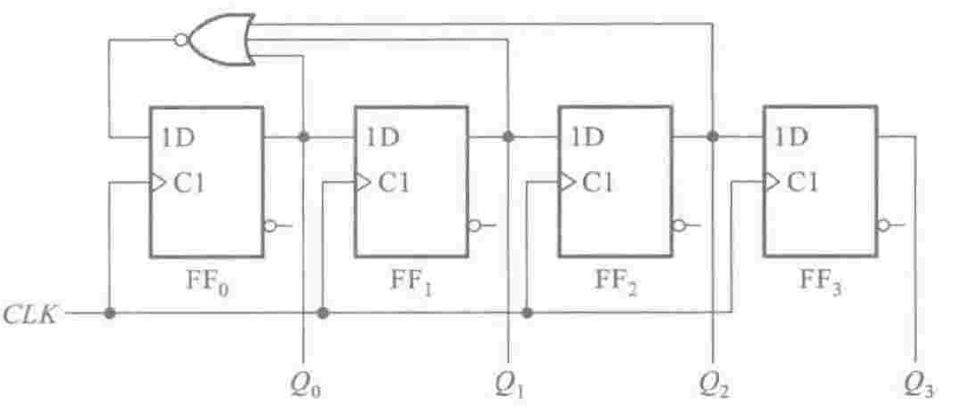 1D 1D 1D 1D
C1 C1 C1 C1
FF₀ FF₁ FF₂ FF₃
CLK
Q₀ Q₁ Q₂ Q₃